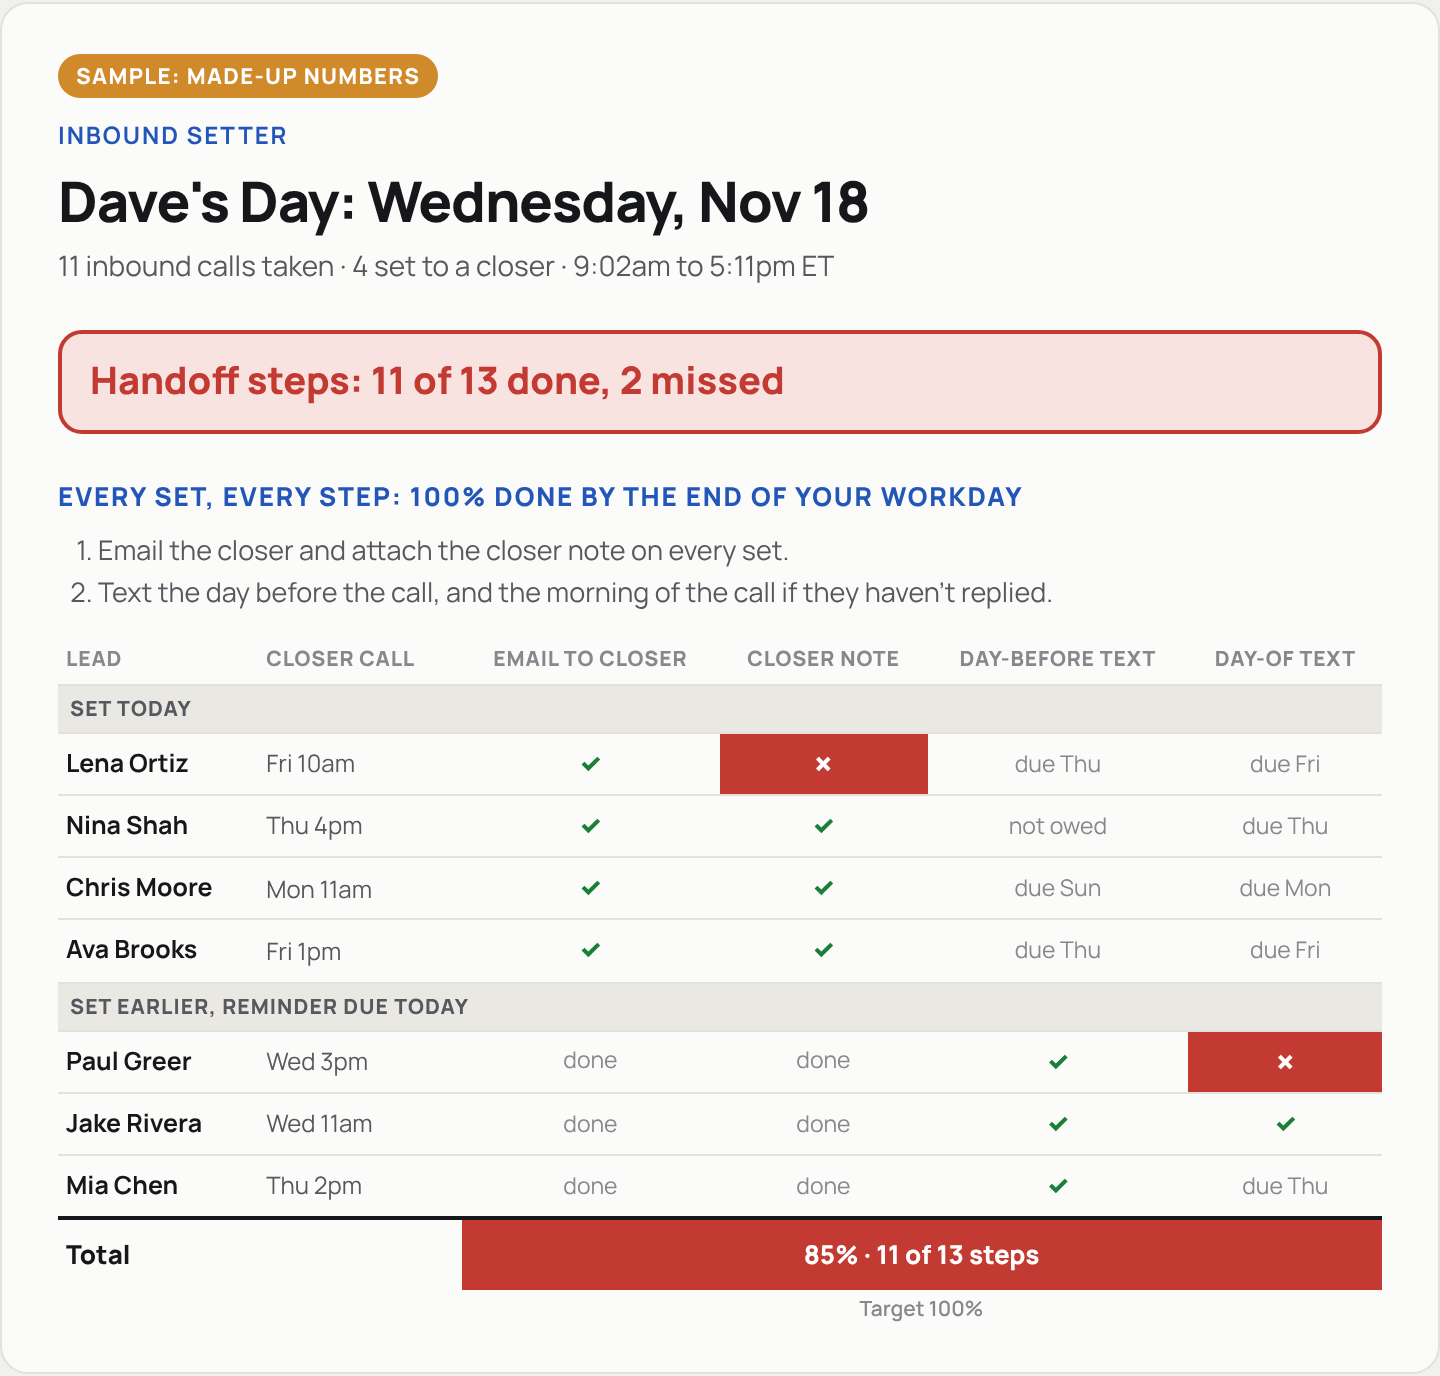 SAMPLE: MADE-UP NUMBERS
INBOUND SETTER
Dave's Day: Wednesday, Nov 18
11 inbound calls taken · 4 set to a closer · 9:02am to 5:11pm ET
Handoff steps: 11 of 13 done, 2 missed
EVERY SET, EVERY STEP: 100% DONE BY THE END OF YOUR WORKDAY
1. Email the closer and attach the closer note on every set.
2. Text the day before the call, and the morning of the call if they haven’t replied.
LEAD CLOSER CALL EMAIL TO CLOSER CLOSER NOTE DAY-BEFORE TEXT DAY-OF TEXT
SET TODAY
Lena Ortiz Fri 10am ✓ ✕ due Thu due Fri
Nina Shah Thu 4pm ✓ ✓ not owed due Thu
Chris Moore Mon 11am ✓ ✓ due Sun due Mon
Ava Brooks Fri 1pm ✓ ✓ due Thu due Fri
SET EARLIER, REMINDER DUE TODAY
Paul Greer Wed 3pm done done ✓ ✕
Jake Rivera Wed 11am done done ✓ ✓
Mia Chen Thu 2pm done done ✓ due Thu
Total 85% · 11 of 13 steps
Target 100%